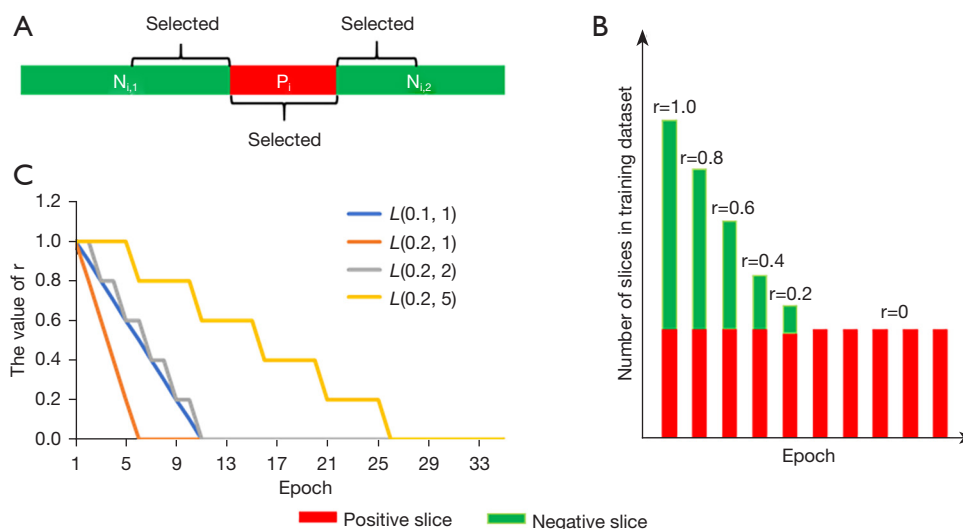 A
Selected
Selected
N_{i,1}
P_i
N_{i,2}
Selected
B
Number of slices in training dataset
r=1.0
r=0.8
r=0.6
r=0.4
r=0.2
r=0
Epoch
C
The value of r
1.2
1.0
0.8
0.6
0.4
0.2
0.0
1 5 9 13 17 21 25 29 33
Epoch
L(0.1, 1)
L(0.2, 1)
L(0.2, 2)
L(0.2, 5)
Positive slice
Negative slice